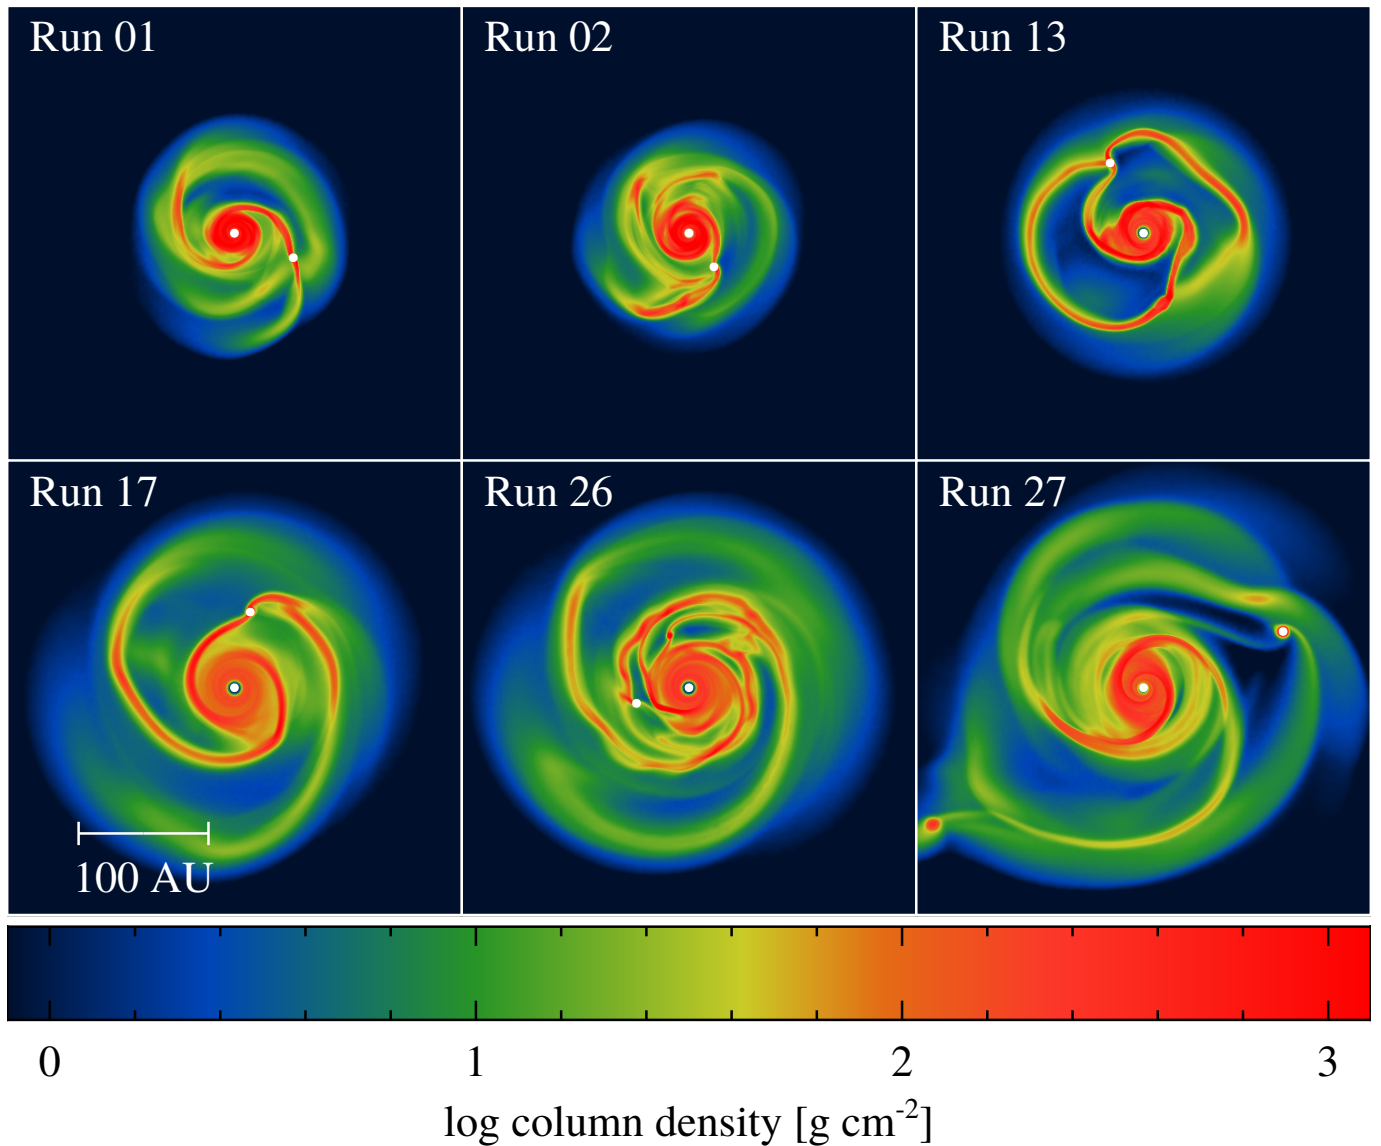 Run 01
Run 02
Run 13
Run 17
Run 26
Run 27
100 AU
0 1 2 3
log column density [g cm⁻²]